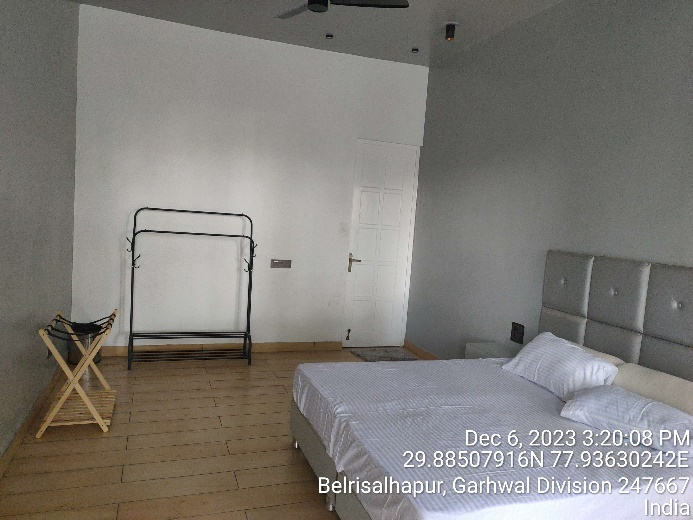 Dec 6, 2023 3:20:08 PM
29.88507916N 77.93630242E
Belrisalhapur, Garhwal Division 247667
India